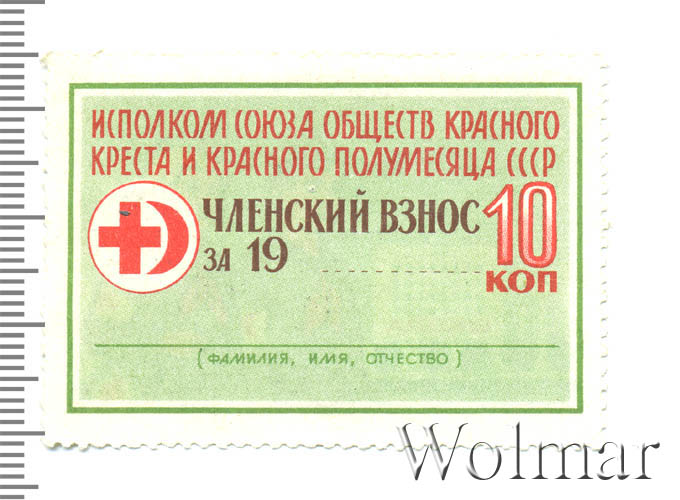 ИСПОЛКОМ СОЮЗА ОБЩЕСТВ КРАСНОГО
КРЕСТА И КРАСНОГО ПОЛУМЕСЯЦА СССР
ЧЛЕНСКИЙ ВЗНОС 10
ЗА 19 КОП
(ФАМИЛИЯ, ИМЯ, ОТЧЕСТВО)
Wolmar